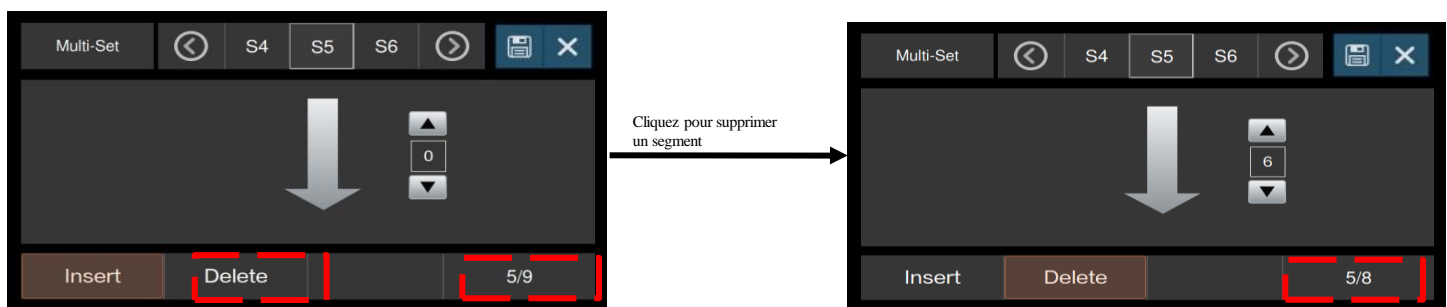 Multi-Set S4 S5 S6
0
Insert Delete 5/9
Cliquez pour supprimer
un segment
Multi-Set S4 S5 S6
6
Insert Delete 5/8